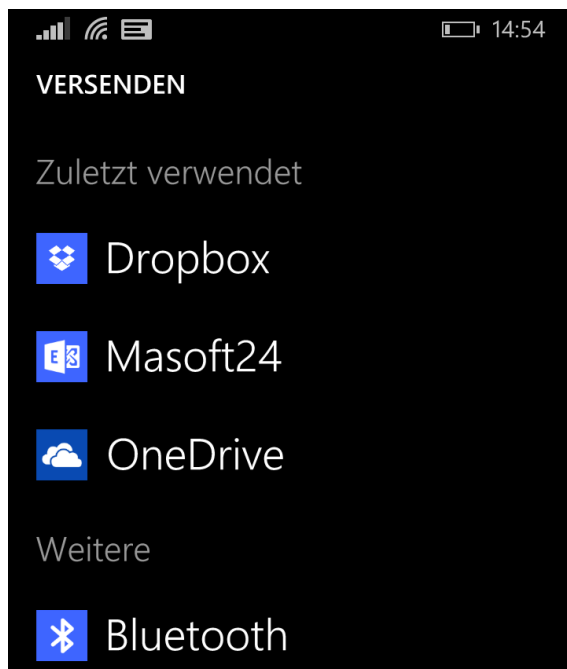 14:54
VERSENDEN
Zuletzt verwendet
Dropbox
E
Masoft24
OneDrive
Weitere
Bluetooth